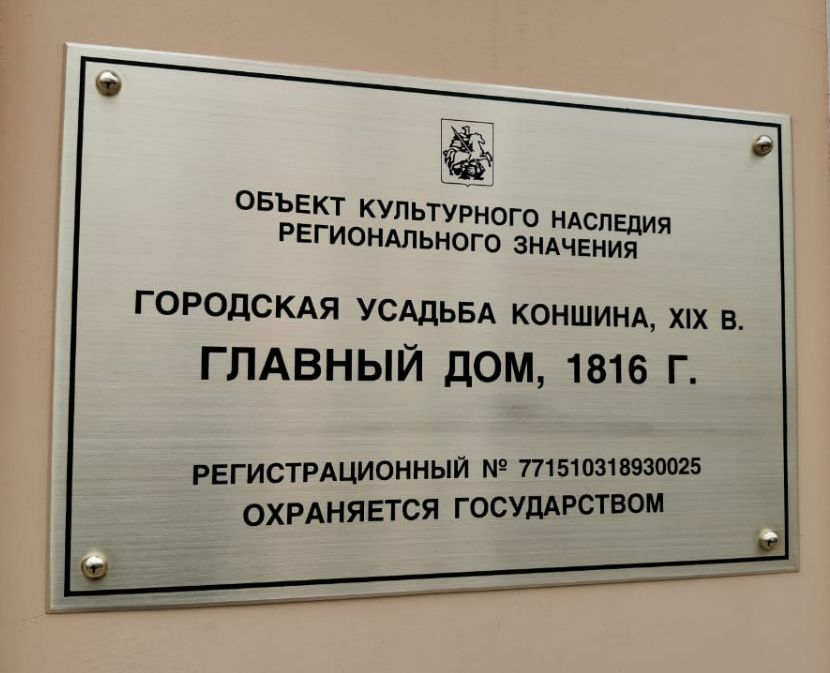 ОБЪЕКТ КУЛЬТУРНОГО НАСЛЕДИЯ
РЕГИОНАЛЬНОГО ЗНАЧЕНИЯ
ГОРОДСКАЯ УСАДЬБА КОНШИНА, XIX В.
ГЛАВНЫЙ ДОМ, 1816 Г.
РЕГИСТРАЦИОННЫЙ № 771510318930025
ОХРАНЯЕТСЯ ГОСУДАРСТВОМ